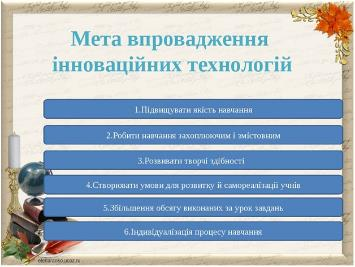 Мета впровадження
інноваційних технологій
1.Підвищувати якість навчання
2.Робити навчання захоплюючим і змістовним
3.Розвивати творчі здібності
4.Створювати умови для розвитку й самореалізації учнів
5.Збільшення обсягу виконаних за урок завдань
6.Індивідуалізація процесу навчання